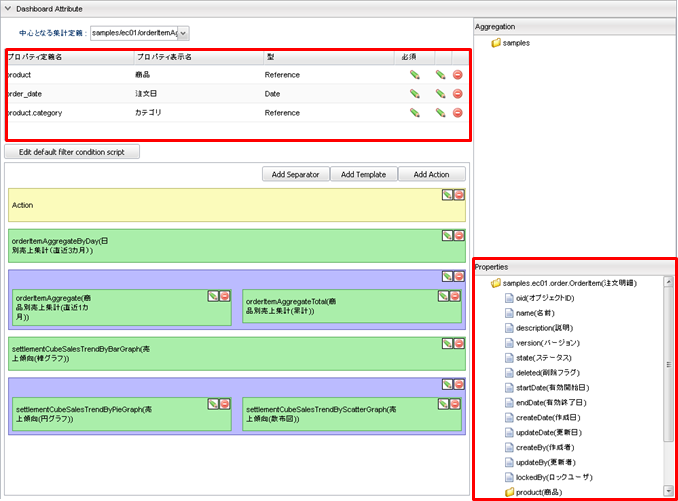 Dashboard Attribute
中心となる集計定義 :
samples/ec01/orderItemAg
プロパティ定義名 プロパティ表示名 型 必須
product 商品 Reference
order_date 注文日 Date
product.category カテゴリ Reference
Edit default filter condition script
Add Separator Add Template Add Action
Action
orderItemAggregateByDay(日
別売上集計(直近3カ月))
orderItemAggregate(商
品別売上集計(直近1カ
月))
orderItemAggregateTotal(商
品別売上集計(累計))
settlementCubeSalesTrendByBarGraph(売
上傾向(棒グラフ))
settlementCubeSalesTrendByPieGraph(売
上傾向(円グラフ))
settlementCubeSalesTrendByScatterGraph(売
上傾向(散布図))
Aggregation
samples
Properties
samples.ec01.order.OrderItem(注文明細)
oid(オブジェクトID)
name(名前)
description(説明)
version(バージョン)
state(ステータス)
deleted(削除フラグ)
startDate(有効開始日)
endDate(有効終了日)
createDate(作成日)
updateDate(更新日)
createBy(作成者)
updateBy(更新者)
lockedBy(ロックユーザ)
product(商品)